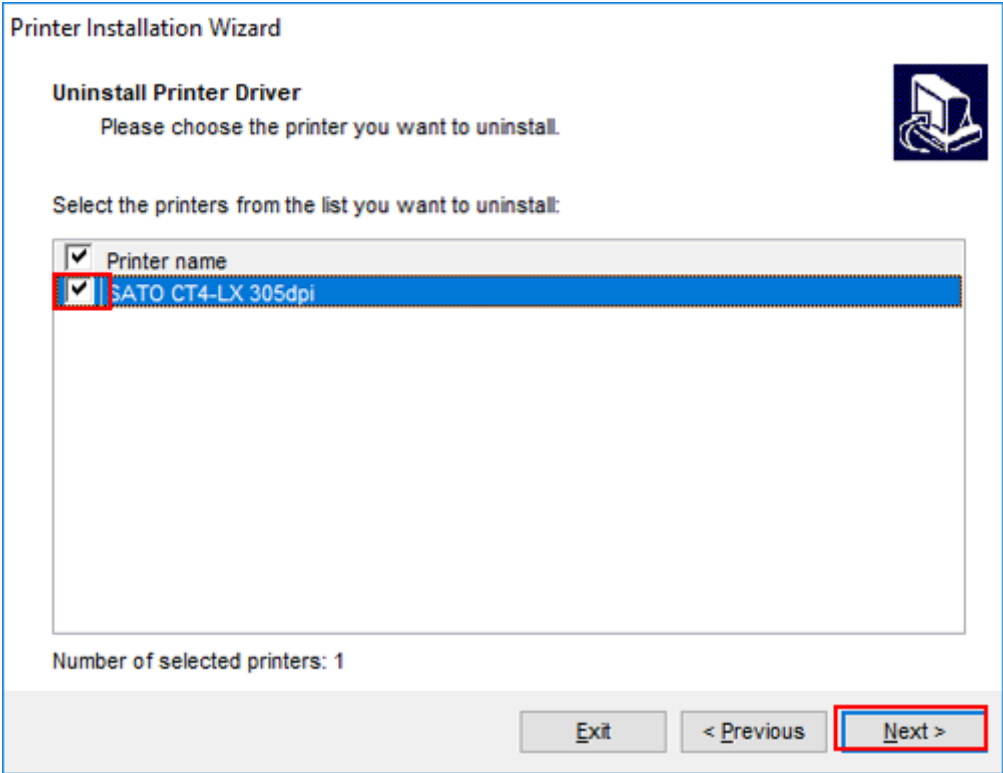 Printer Installation Wizard
Uninstall Printer Driver
Please choose the printer you want to uninstall.
Select the printers from the list you want to uninstall:
Printer name
SATO CT4-LX 305dpi
Number of selected printers: 1
Exit
< Previous
Next >